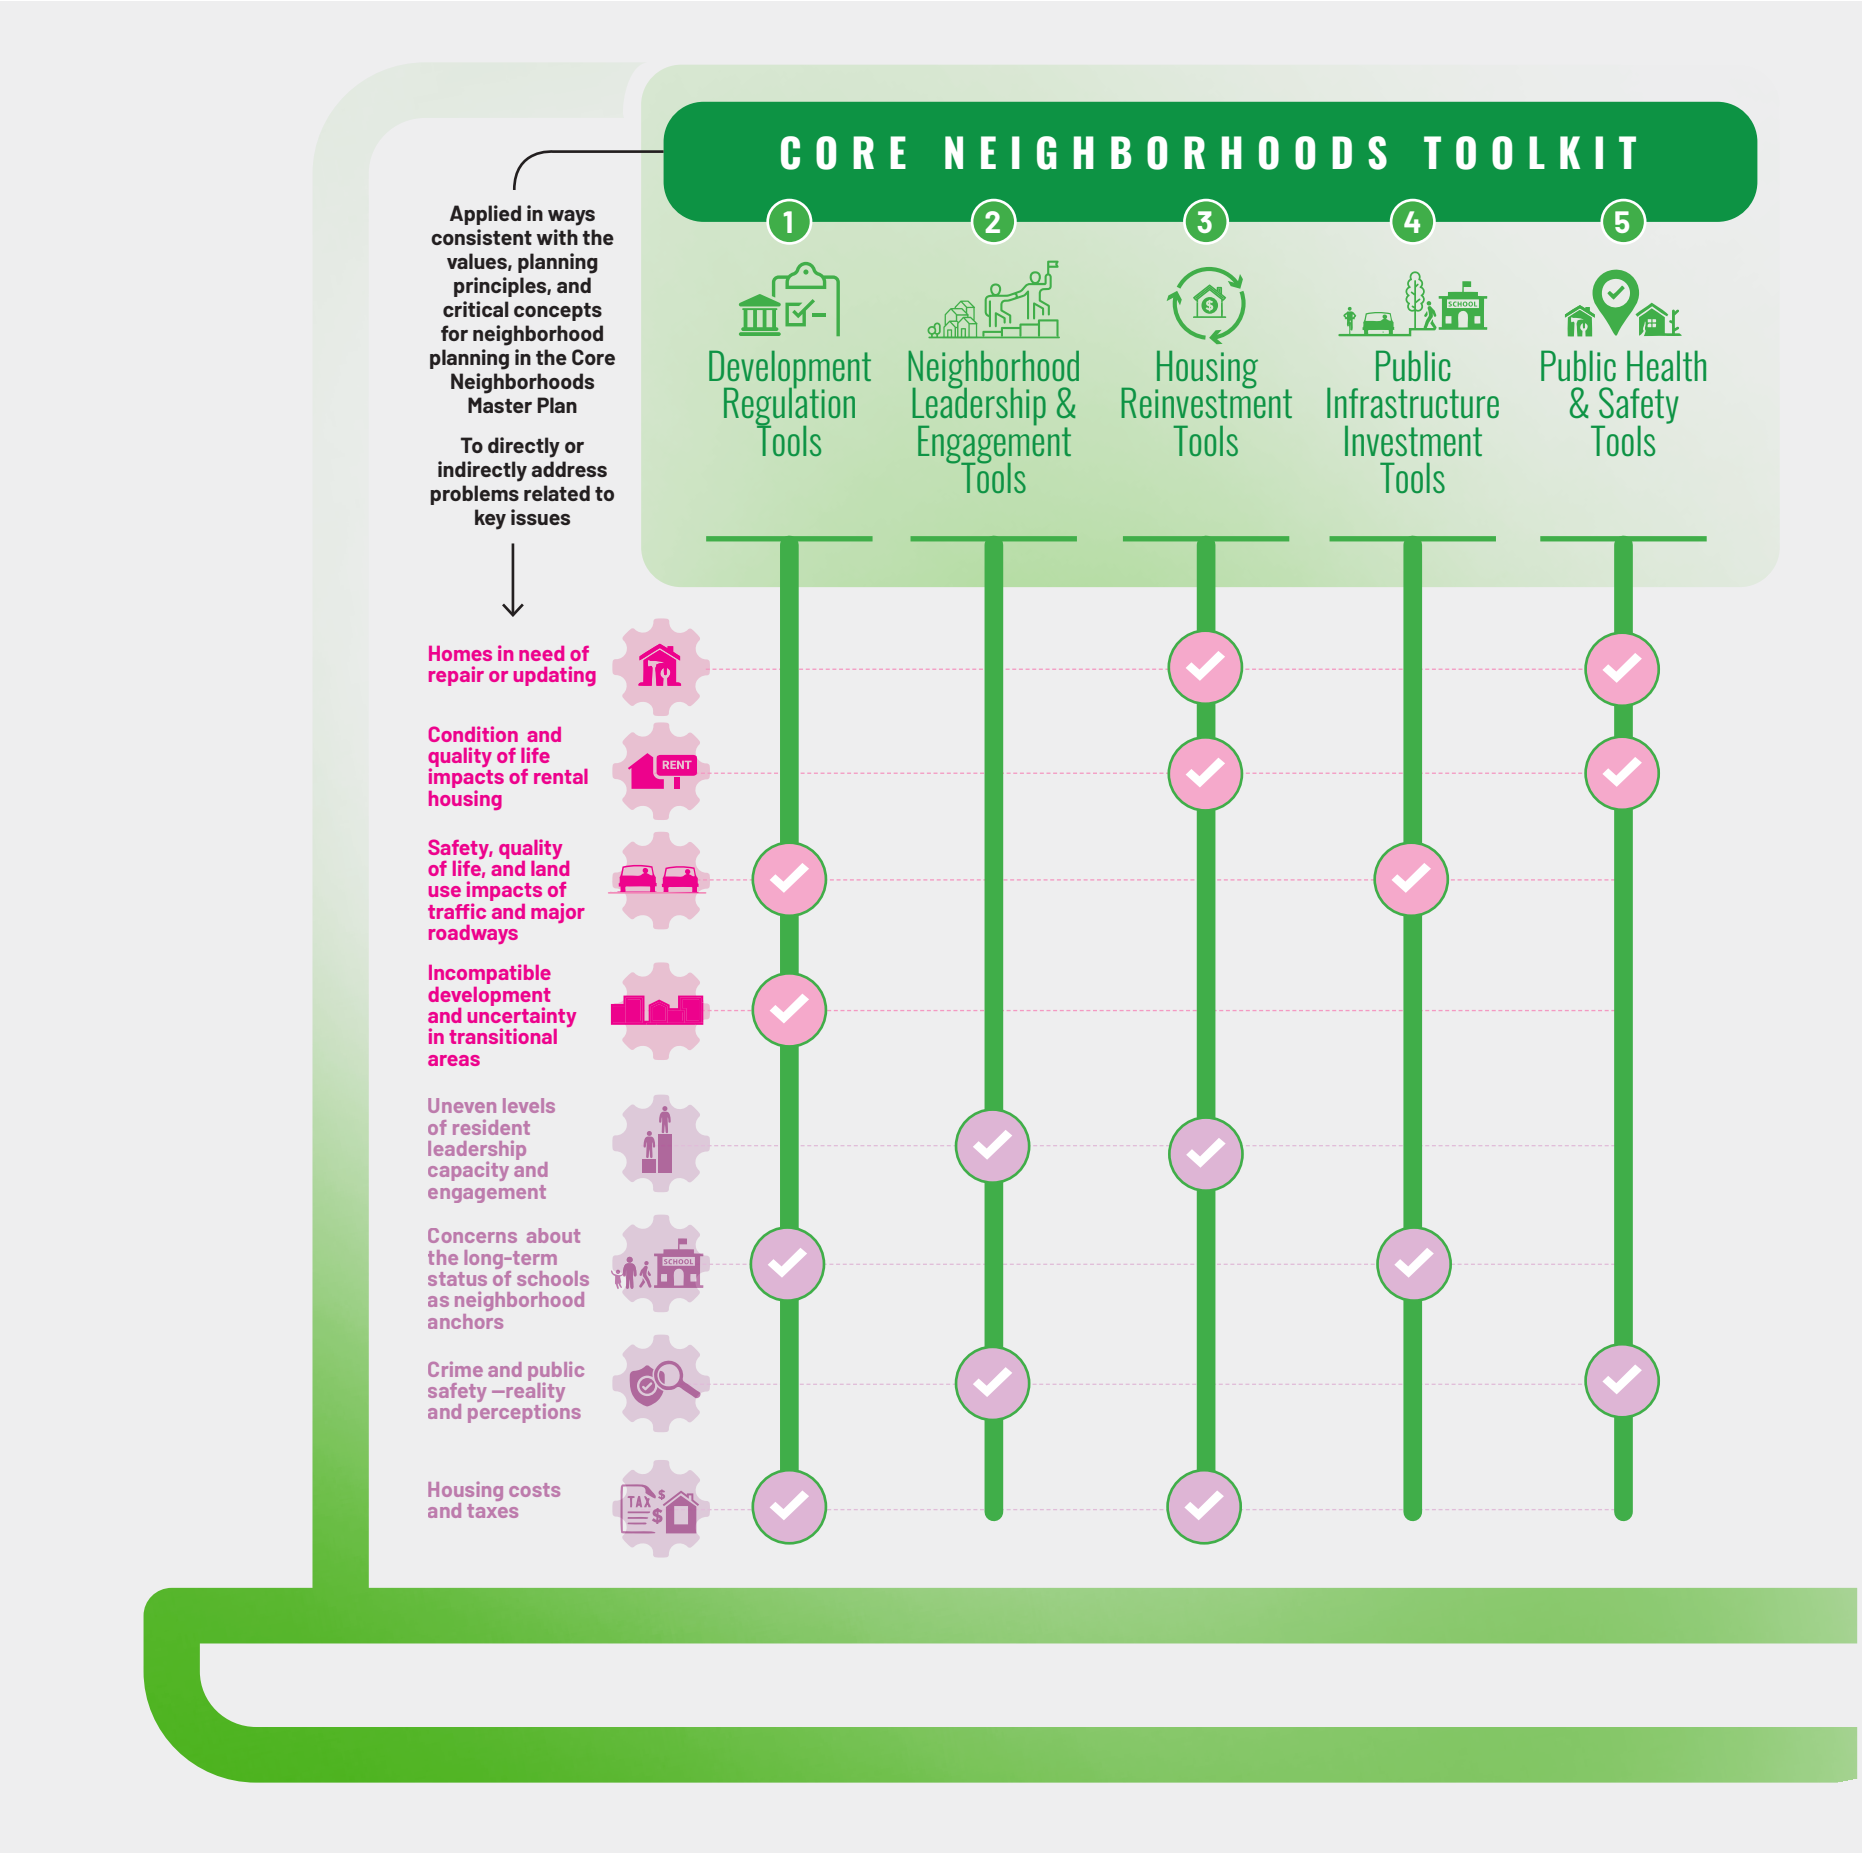 CORE NEIGHBORHOODS TOOLKIT
Applied in ways
consistent with the
values, planning
principles, and
critical concepts
for neighborhood
planning in the Core
Neighborhoods
Master Plan
To directly or
indirectly address
problems related to
key issues
1
Development
Regulation
Tools
2
Neighborhood
Leadership &
Engagement
Tools
3
$
Housing
Reinvestment
Tools
4
SCHOOL
Public
Infrastructure
Investment
Tools
5
Public Health
& Safety
Tools
Homes in need of
repair or updating
Condition and
quality of life
impacts of rental
housing
RENT
Safety, quality
of life, and land
use impacts of
traffic and major
roadways
Incompatible
development
and uncertainty
in transitional
areas
Uneven levels
of resident
leadership
capacity and
engagement
Concerns about
the long-term
status of schools
as neighborhood
anchors
SCHOOL
Crime and public
safety —reality
and perceptions
Housing costs
and taxes
TAX $
$